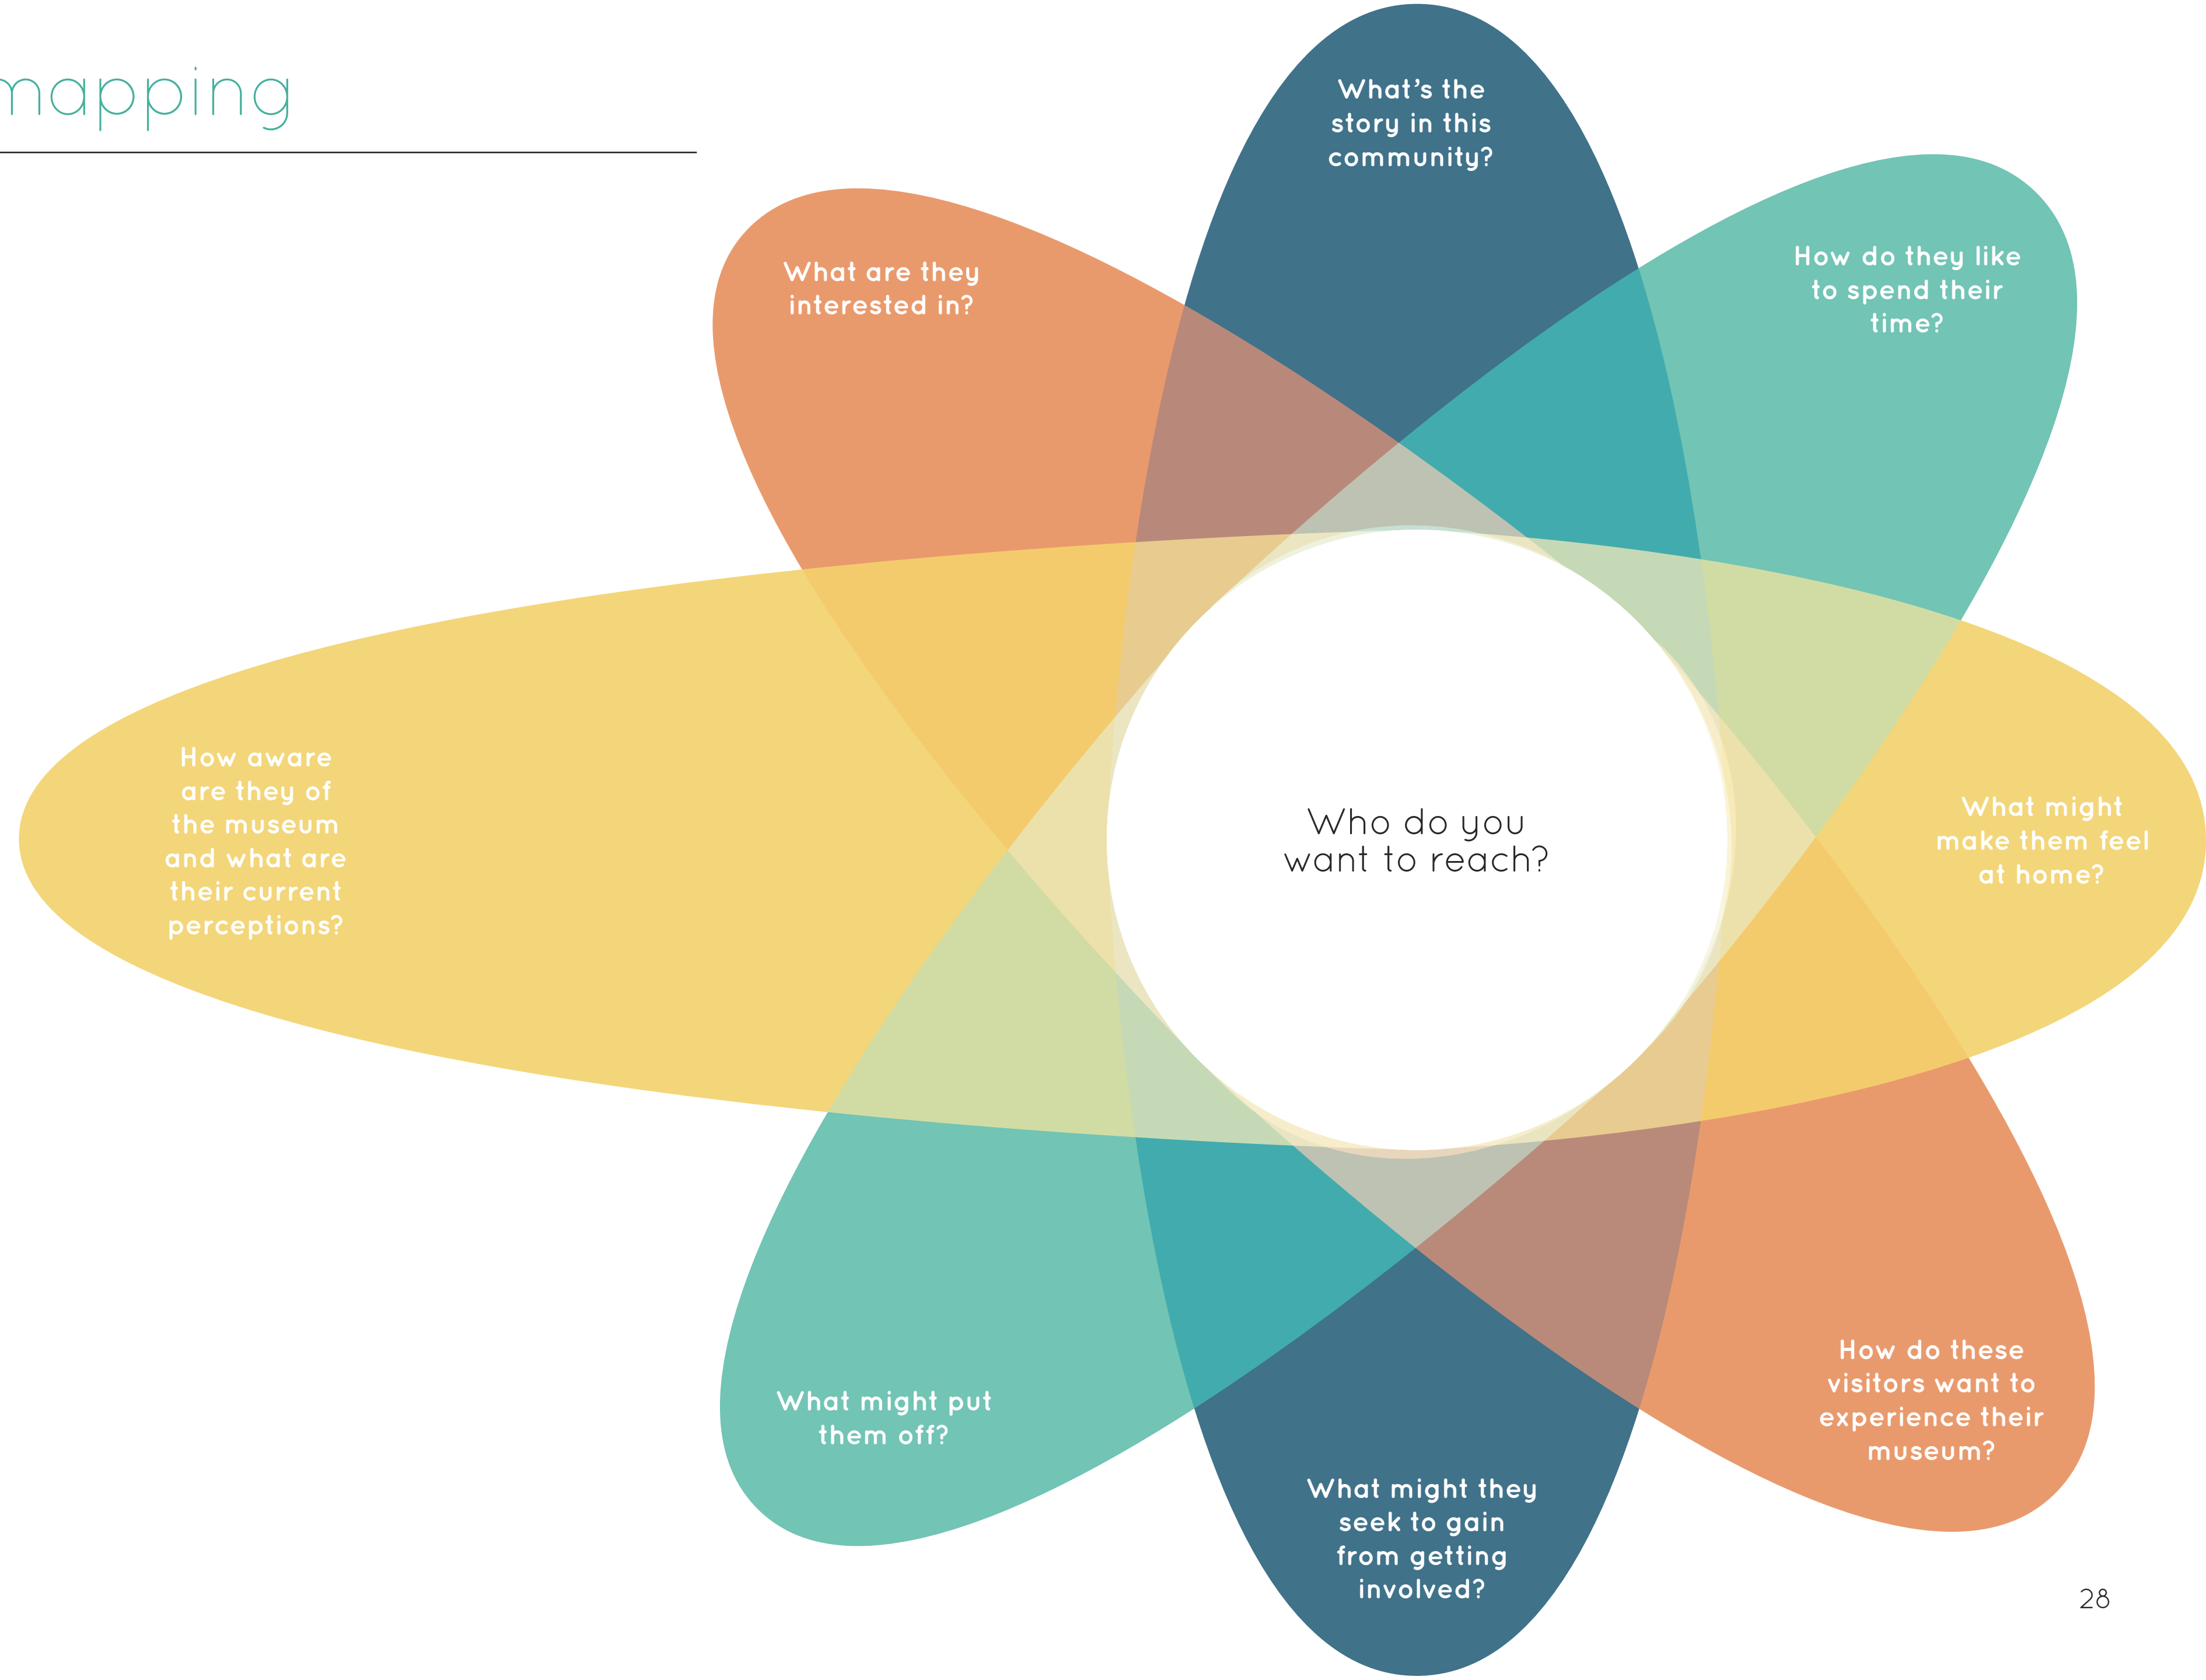 mapping
What's the
story in this
community?
How do they like
to spend their
time?
What are they
interested in?
How aware
are they of
the museum
and what are
their current
perceptions?
Who do you
want to reach?
What might
make them feel
at home?
How do these
visitors want to
experience their
museum?
What might put
them off?
What might they
seek to gain
from getting
involved?
28